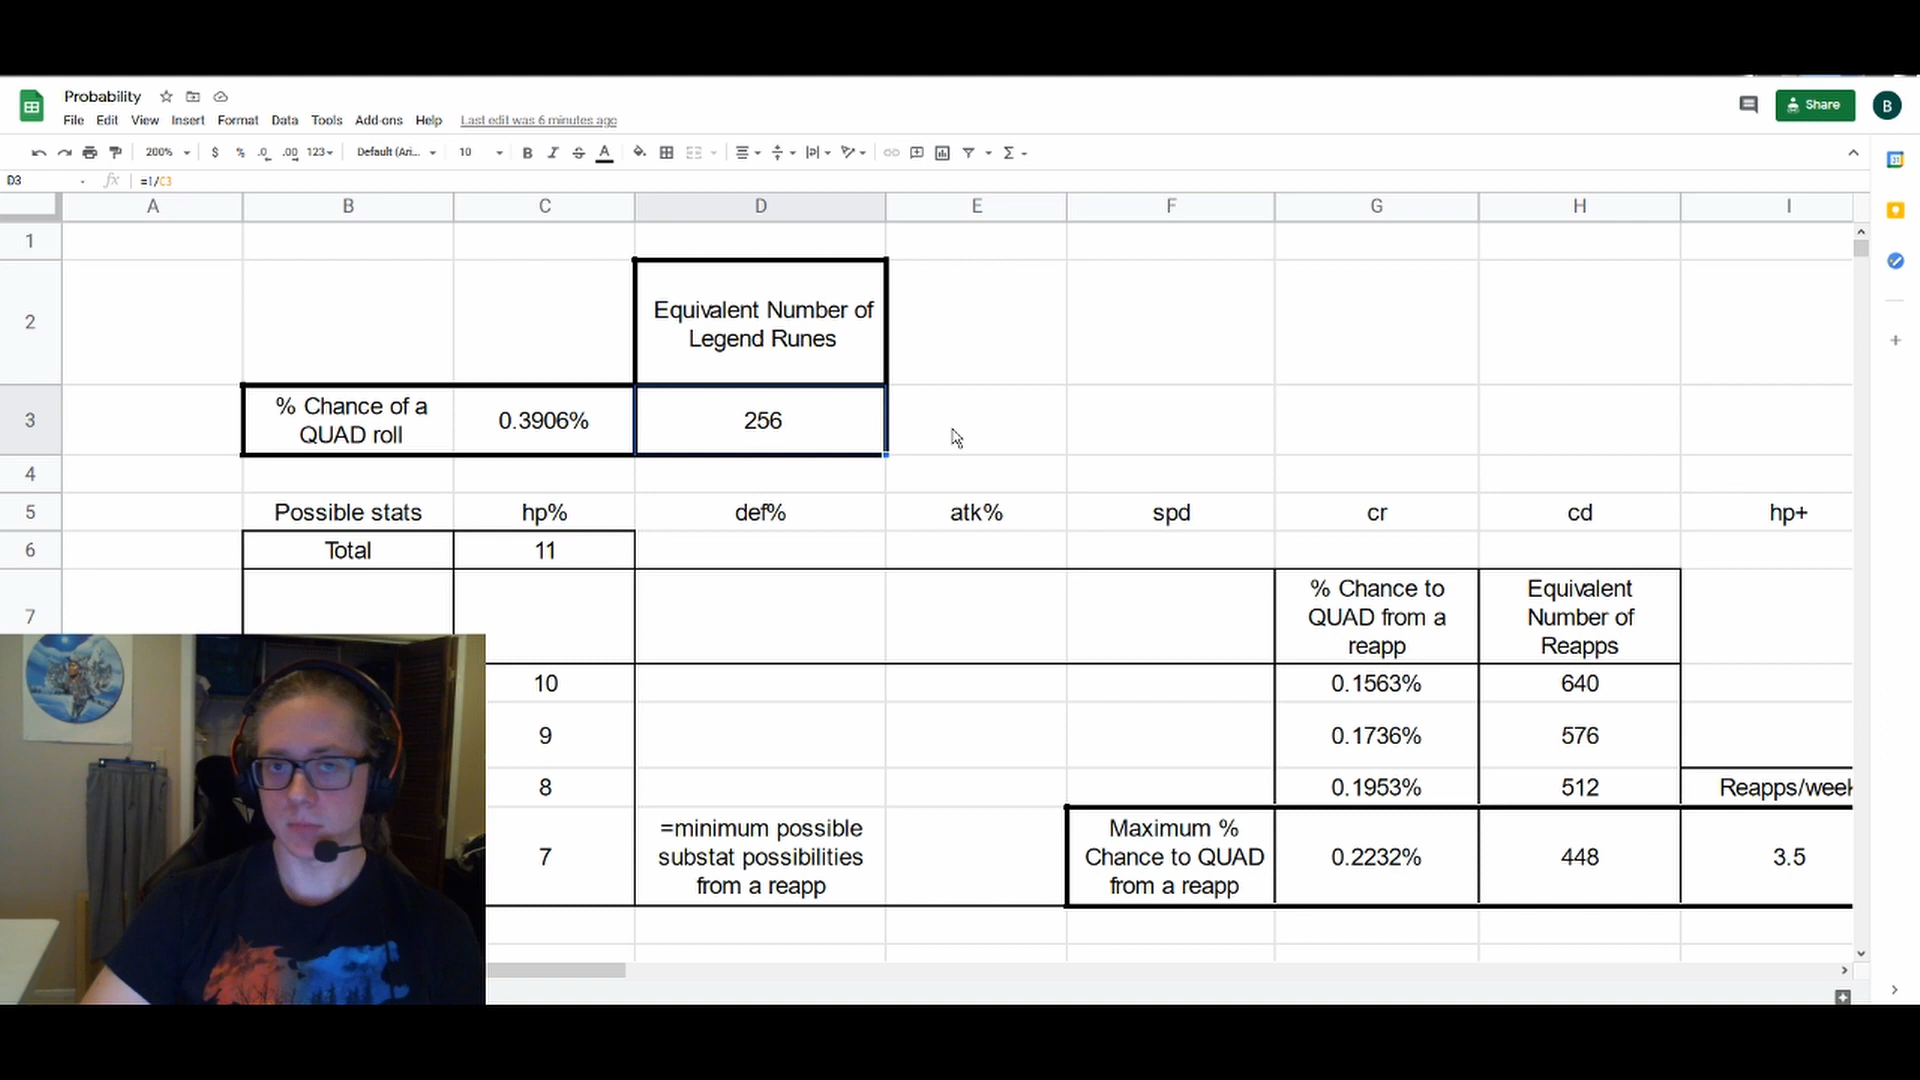 Probability
B
Share
File Edit View Insert Format Data Tools Add-ons Help Last edit was 6 minutes ago
200% $ % .0 .00 123 Default (Ari... 10 B I S A
D3 fx =1/C3
A B C D E F G H I
1
2
Equivalent Number of
Legend Runes
3
% Chance of a
QUAD roll
0.3906%
256
4
5 Possible stats hp% def% atk% spd cr cd hp+
6 Total 11
7
% Chance to
QUAD from a
reapp
Equivalent
Number of
Reapps
10 0.1563% 640
9 0.1736% 576
8 0.1953% 512 Reapps/week
7
=minimum possible
substat possibilities
from a reapp
Maximum %
Chance to QUAD
from a reapp
0.2232% 448 3.5